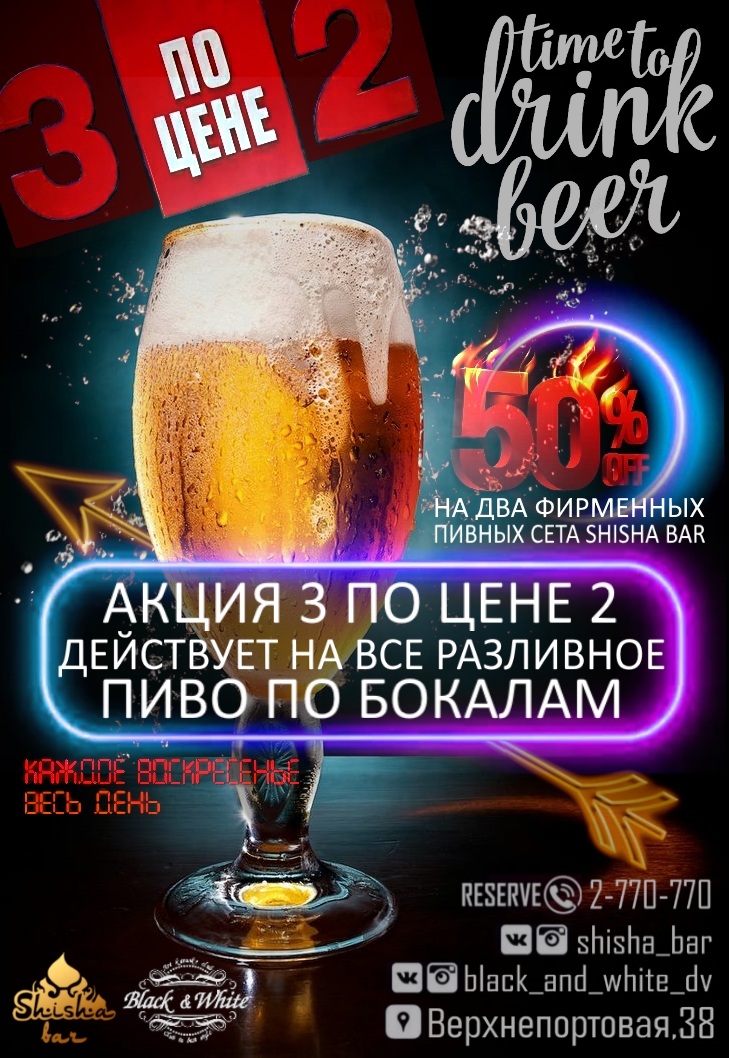 3 ПО ЦЕНЕ 2
time to
drink
beer
50%
OFF
НА ДВА ФИРМЕННЫХ
ПИВНЫХ СЕТА SHISHA BAR
АКЦИЯ 3 ПО ЦЕНЕ 2
ДЕЙСТВУЕТ НА ВСЕ РАЗЛИВНОЕ
ПИВО ПО БОКАЛАМ
КАЖДОЕ ВОСКРЕСЕНЬЕ
ВЕСЬ ДЕНЬ
RESERVE 2-770-770
shisha_bar
black_and_white_dv
Верхнепортовая,38
Shisha
bar
Black & White